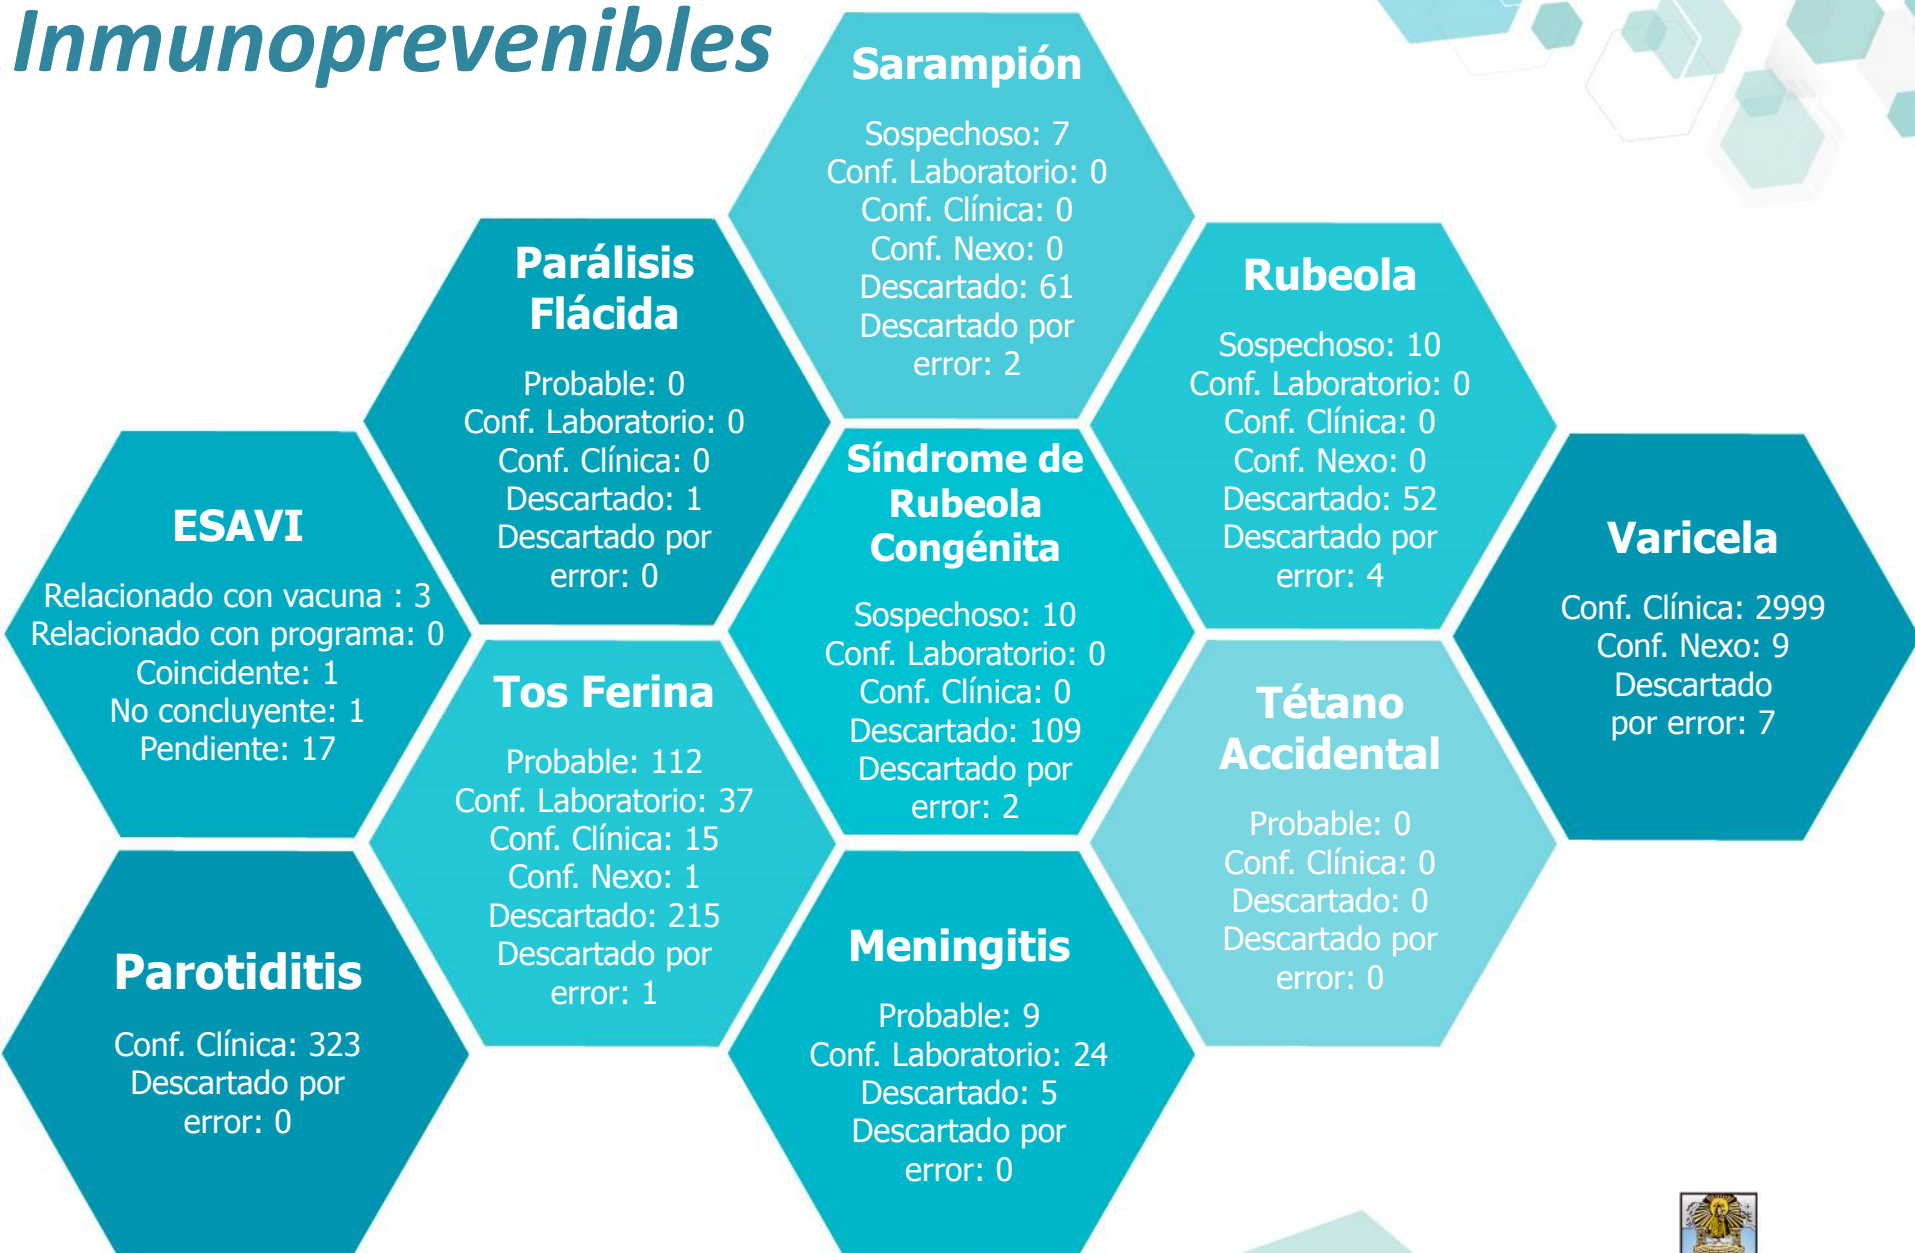 Inmunoprevenibles
Sarampión
Sospechoso: 7
Conf. Laboratorio: 0
Conf. Clínica: 0
Conf. Nexo: 0
Descartado: 61
Descartado por
error: 2
Parálisis
Flácida
Probable: 0
Conf. Laboratorio: 0
Conf. Clínica: 0
Descartado: 1
Descartado por
error: 0
Rubeola
Sospechoso: 10
Conf. Laboratorio: 0
Conf. Clínica: 0
Conf. Nexo: 0
Descartado: 52
Descartado por
error: 4
ESAVI
Relacionado con vacuna : 3
Relacionado con programa: 0
Coincidente: 1
No concluyente: 1
Pendiente: 17
Síndrome de
Rubeola
Congénita
Sospechoso: 10
Conf. Laboratorio: 0
Conf. Clínica: 0
Descartado: 109
Descartado por
error: 2
Varicela
Conf. Clínica: 2999
Conf. Nexo: 9
Descartado
por error: 7
Tos Ferina
Probable: 112
Conf. Laboratorio: 37
Conf. Clínica: 15
Conf. Nexo: 1
Descartado: 215
Descartado por
error: 1
Tétano
Accidental
Probable: 0
Conf. Clínica: 0
Descartado: 0
Descartado por
error: 0
Parotiditis
Conf. Clínica: 323
Descartado por
error: 0
Meningitis
Probable: 9
Conf. Laboratorio: 24
Descartado: 5
Descartado por
error: 0